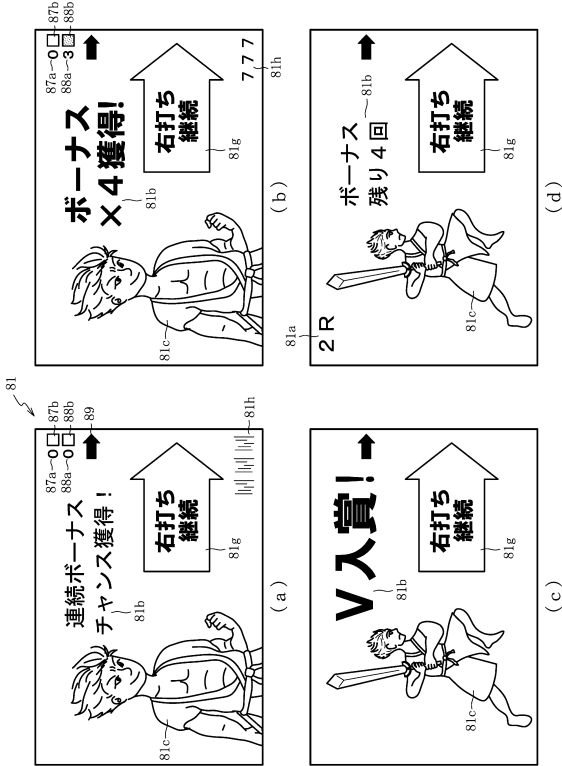 81
87a 0 87b
88a 0 88b
89
連続ボーナス
チャンス獲得！
81b
右打ち
継続
81g
81h
81c
(a)
87a 0 87b
88a 3 88b
ボーナス
×４獲得！
81b
右打ち
継続
81g
7 7 7
81h
81c
(b)
V入賞！
81b
右打ち
継続
81g
81c
(c)
81a
2R
ボーナス
残り４回
81b
右打ち
継続
81g
81c
(d)